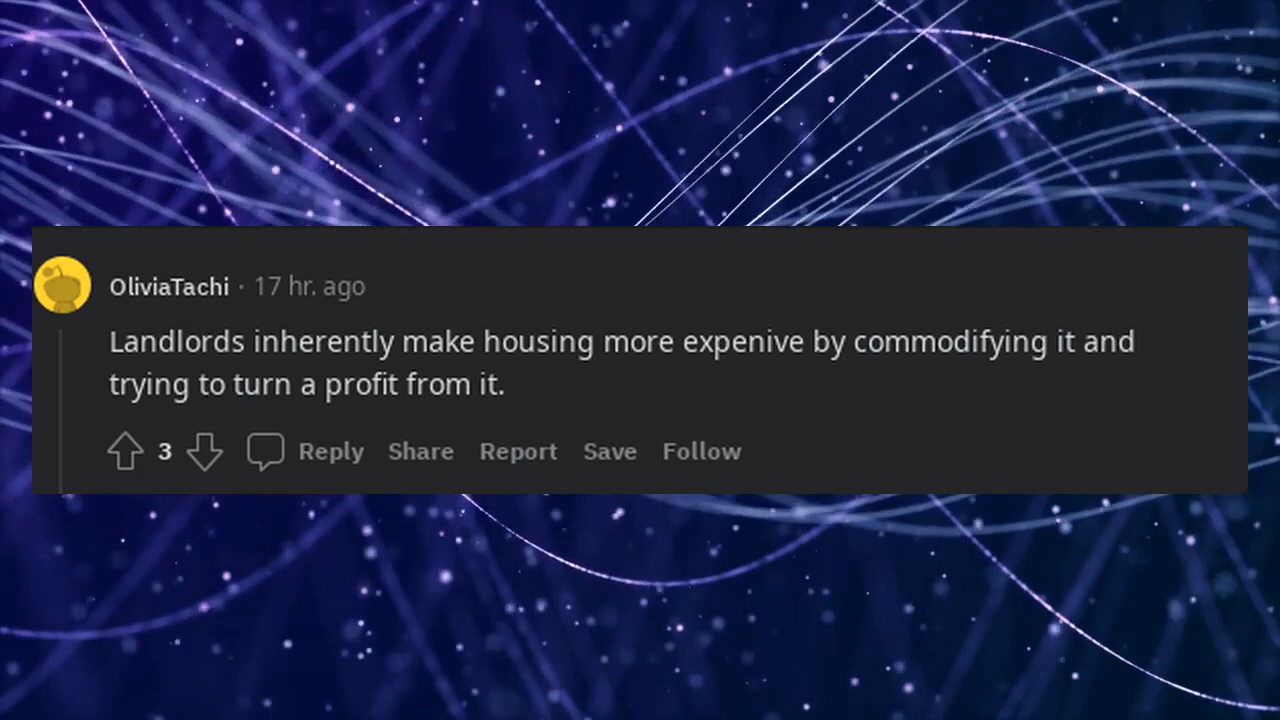 OliviaTachi · 17 hr. ago
Landlords inherently make housing more expenive by commodifying it and
trying to turn a profit from it.
3 Reply Share Report Save Follow